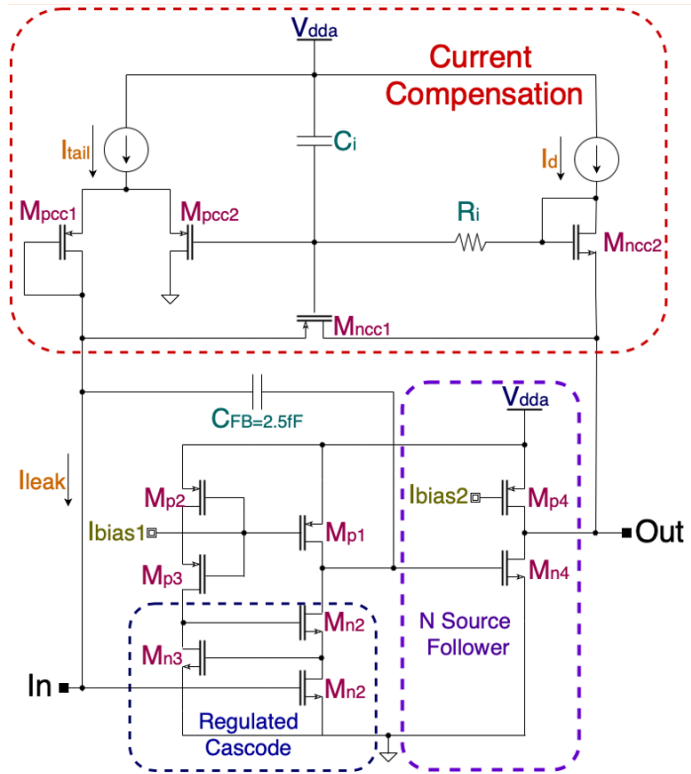 Vdda
Current
Compensation
Itail
Ci
Id
Mpcc1
Mpcc2
Ri
Mncc2
Mncc1
CFB=2.5fF
Vdda
Ileak
Mp2
Ibias2
Mp4
Ibias1
Mp1
Out
Mp3
Mn4
Mn2
N Source
Follower
Mn3
In
Mn2
Regulated
Cascode